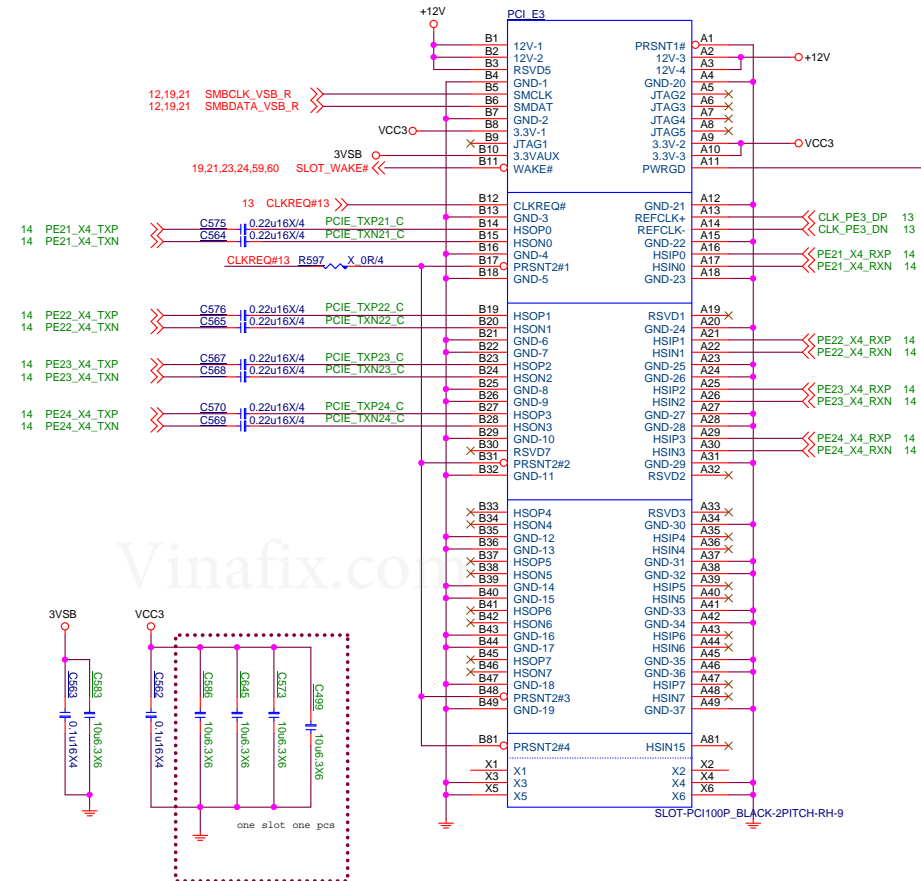 +12V
PCI_E3
B1 12V-1 PRSNT1# A1
B2 12V-2 12V-3 A2
B3 RSVD5 12V-4 A3 +12V
B4 GND-1 GND-20 A4
12,19,21 SMBCLK_VSB_R B5 SMCLK JTAG2 A5
12,19,21 SMBDATA_VSB_R B6 SMDAT JTAG3 A6
B7 GND-2 JTAG4 A7
VCC3 B8 3.3V-1 JTAG5 A8
B9 JTAG1 3.3V-2 A9 VCC3
3VSB B10 3.3VAUX 3.3V-3 A10
19,21,23,24,59,60 SLOT_WAKE# B11 WAKE# PWRGD A11
13 CLKREQ#13 B12 CLKREQ# GND-21 A12
B13 GND-3 REFCLK+ A13 CLK_PE3_DP 13
14 PE21_X4_TXP C575 0.22u16X/4 PCIE_TXP21_C B14 HSOP0 REFCLK- A14 CLK_PE3_DN 13
14 PE21_X4_TXN C564 0.22u16X/4 PCIE_TXN21_C B15 HSON0 GND-22 A15
B16 GND-4 HSIP0 A16 PE21_X4_RXP 14
CLKREQ#13 R597 X_0R/4 B17 PRSNT2#1 HSIN0 A17 PE21_X4_RXN 14
B18 GND-5 GND-23 A18
14 PE22_X4_TXP C576 0.22u16X/4 PCIE_TXP22_C B19 HSOP1 RSVD1 A19
14 PE22_X4_TXN C565 0.22u16X/4 PCIE_TXN22_C B20 HSON1 GND-24 A20
B21 GND-6 HSIP1 A21 PE22_X4_RXP 14
B22 GND-7 HSIN1 A22 PE22_X4_RXN 14
14 PE23_X4_TXP C567 0.22u16X/4 PCIE_TXP23_C B23 HSOP2 GND-25 A23
14 PE23_X4_TXN C568 0.22u16X/4 PCIE_TXN23_C B24 HSON2 GND-26 A24
B25 GND-8 HSIP2 A25 PE23_X4_RXP 14
B26 GND-9 HSIN2 A26 PE23_X4_RXN 14
14 PE24_X4_TXP C570 0.22u16X/4 PCIE_TXP24_C B27 HSOP3 GND-27 A27
14 PE24_X4_TXN C569 0.22u16X/4 PCIE_TXN24_C B28 HSON3 GND-28 A28
B29 GND-10 HSIP3 A29 PE24_X4_RXP 14
B30 RSVD7 HSIN3 A30 PE24_X4_RXN 14
B31 PRSNT2#2 GND-29 A31
B32 GND-11 RSVD2 A32
B33 HSOP4 RSVD3 A33
B34 HSON4 GND-30 A34
B35 GND-12 HSIP4 A35
B36 GND-13 HSIN4 A36
B37 HSOP5 GND-31 A37
B38 HSON5 GND-32 A38
B39 GND-14 HSIP5 A39
B40 GND-15 HSIN5 A40
B41 HSOP6 GND-33 A41
B42 HSON6 GND-34 A42
B43 GND-16 HSIP6 A43
B44 GND-17 HSIN6 A44
B45 HSOP7 GND-35 A45
B46 HSON7 GND-36 A46
B47 GND-18 HSIP7 A47
B48 PRSNT2#3 HSIN7 A48
B49 GND-19 GND-37 A49
B81 PRSNT2#4 HSIN15 A81
X1 X1 X2 X2
X3 X3 X4 X4
X5 X5 X6 X6
SLOT-PCI100P_BLACK-2PITCH-RH-9
Vinafix.com
3VSB
VCC3
C563 0.1u16X4
C583 10u6.3X6
C562 0.1u16X4
C586 10u6.3X6
C645 10u6.3X6
C573 10u6.3X6
C499 10u6.3X6
one slot one pcs